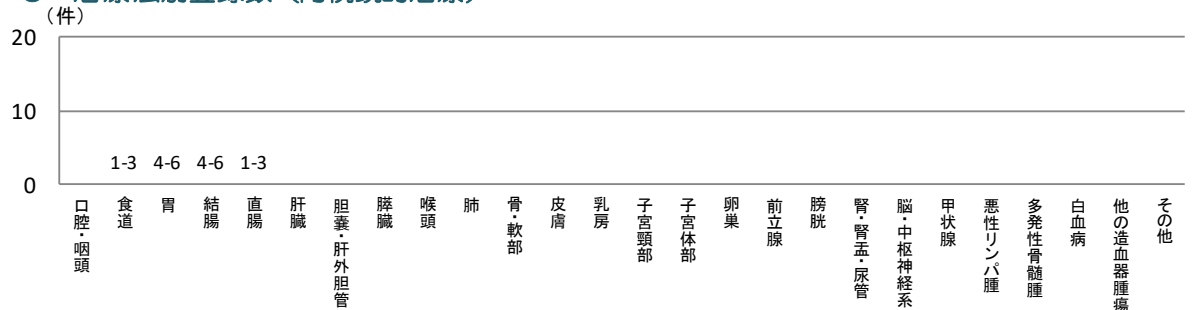 (件)
20
10
0
1-3 4-6 4-6 1-3
口腔・咽頭
食道
胃
結腸
直腸
肝臓
胆嚢・肝外胆管
膵臓
喉頭
肺
骨・軟部
皮膚
乳房
子宮頸部
子宮体部
卵巣
前立腺
膀胱
腎・腎盂・尿管
脳・中枢神経系
甲状腺
悪性リンパ腫
多発性骨髄腫
白血病
他の造血器腫瘍
その他